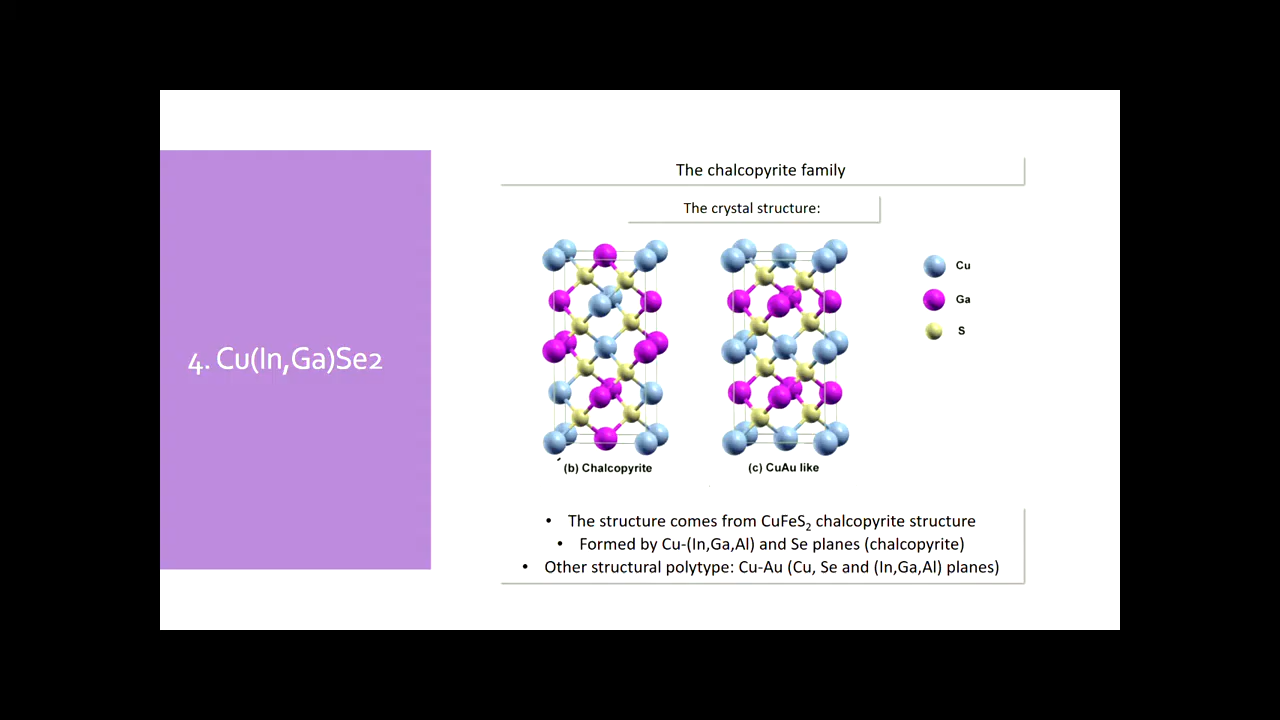 4. Cu(In,Ga)Se2
The chalcopyrite family
The crystal structure:
Cu
Ga
S
(b) Chalcopyrite
(c) CuAu like
• The structure comes from CuFeS₂ chalcopyrite structure
• Formed by Cu-(In,Ga,Al) and Se planes (chalcopyrite)
• Other structural polytype: Cu-Au (Cu, Se and (In,Ga,Al) planes)